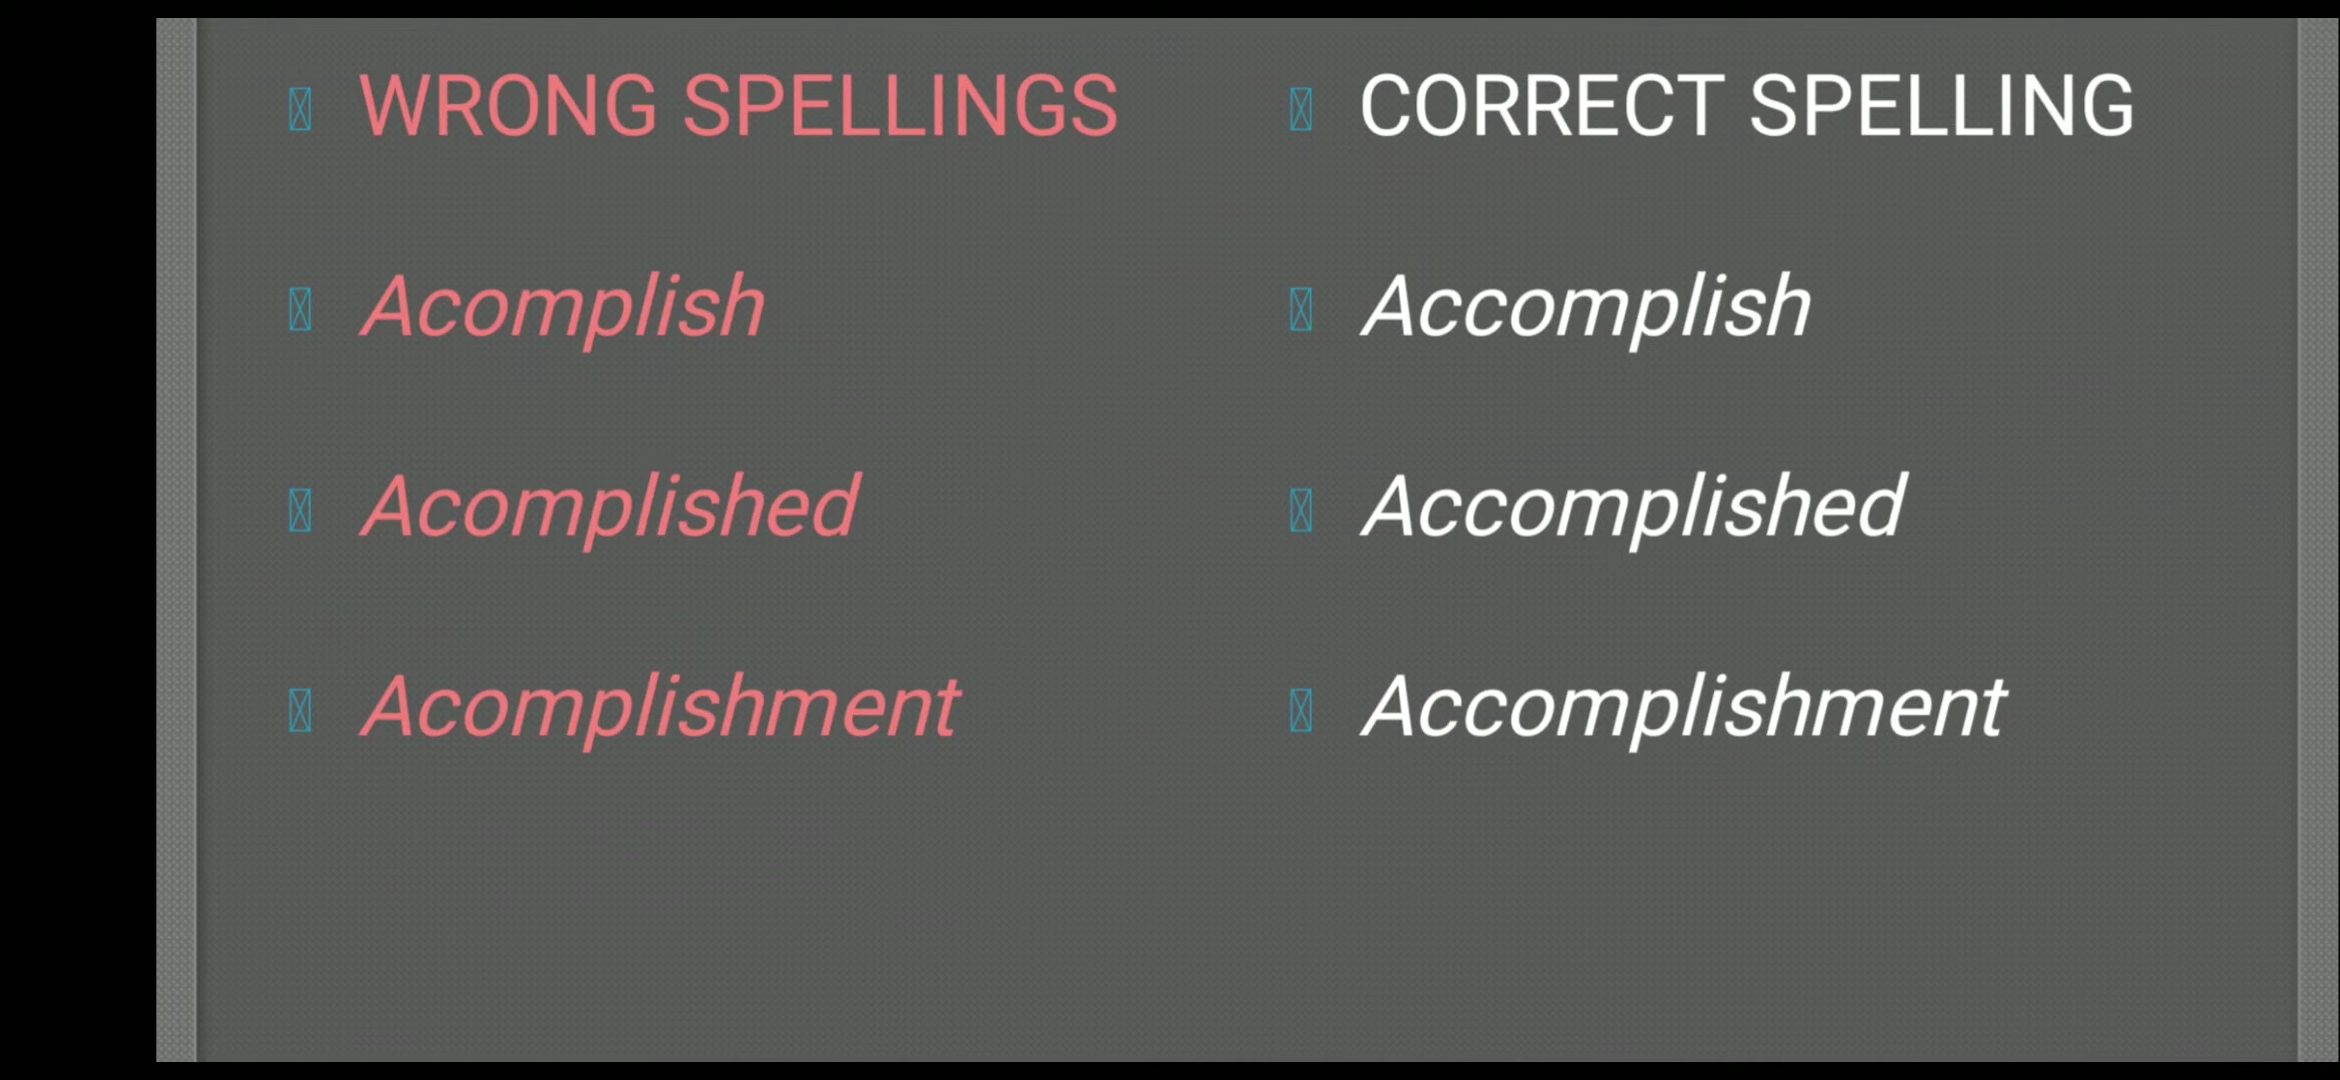 WRONG SPELLINGS
Acomplish
Acomplished
Acomplishment
CORRECT SPELLING
Accomplish
Accomplished
Accomplishment